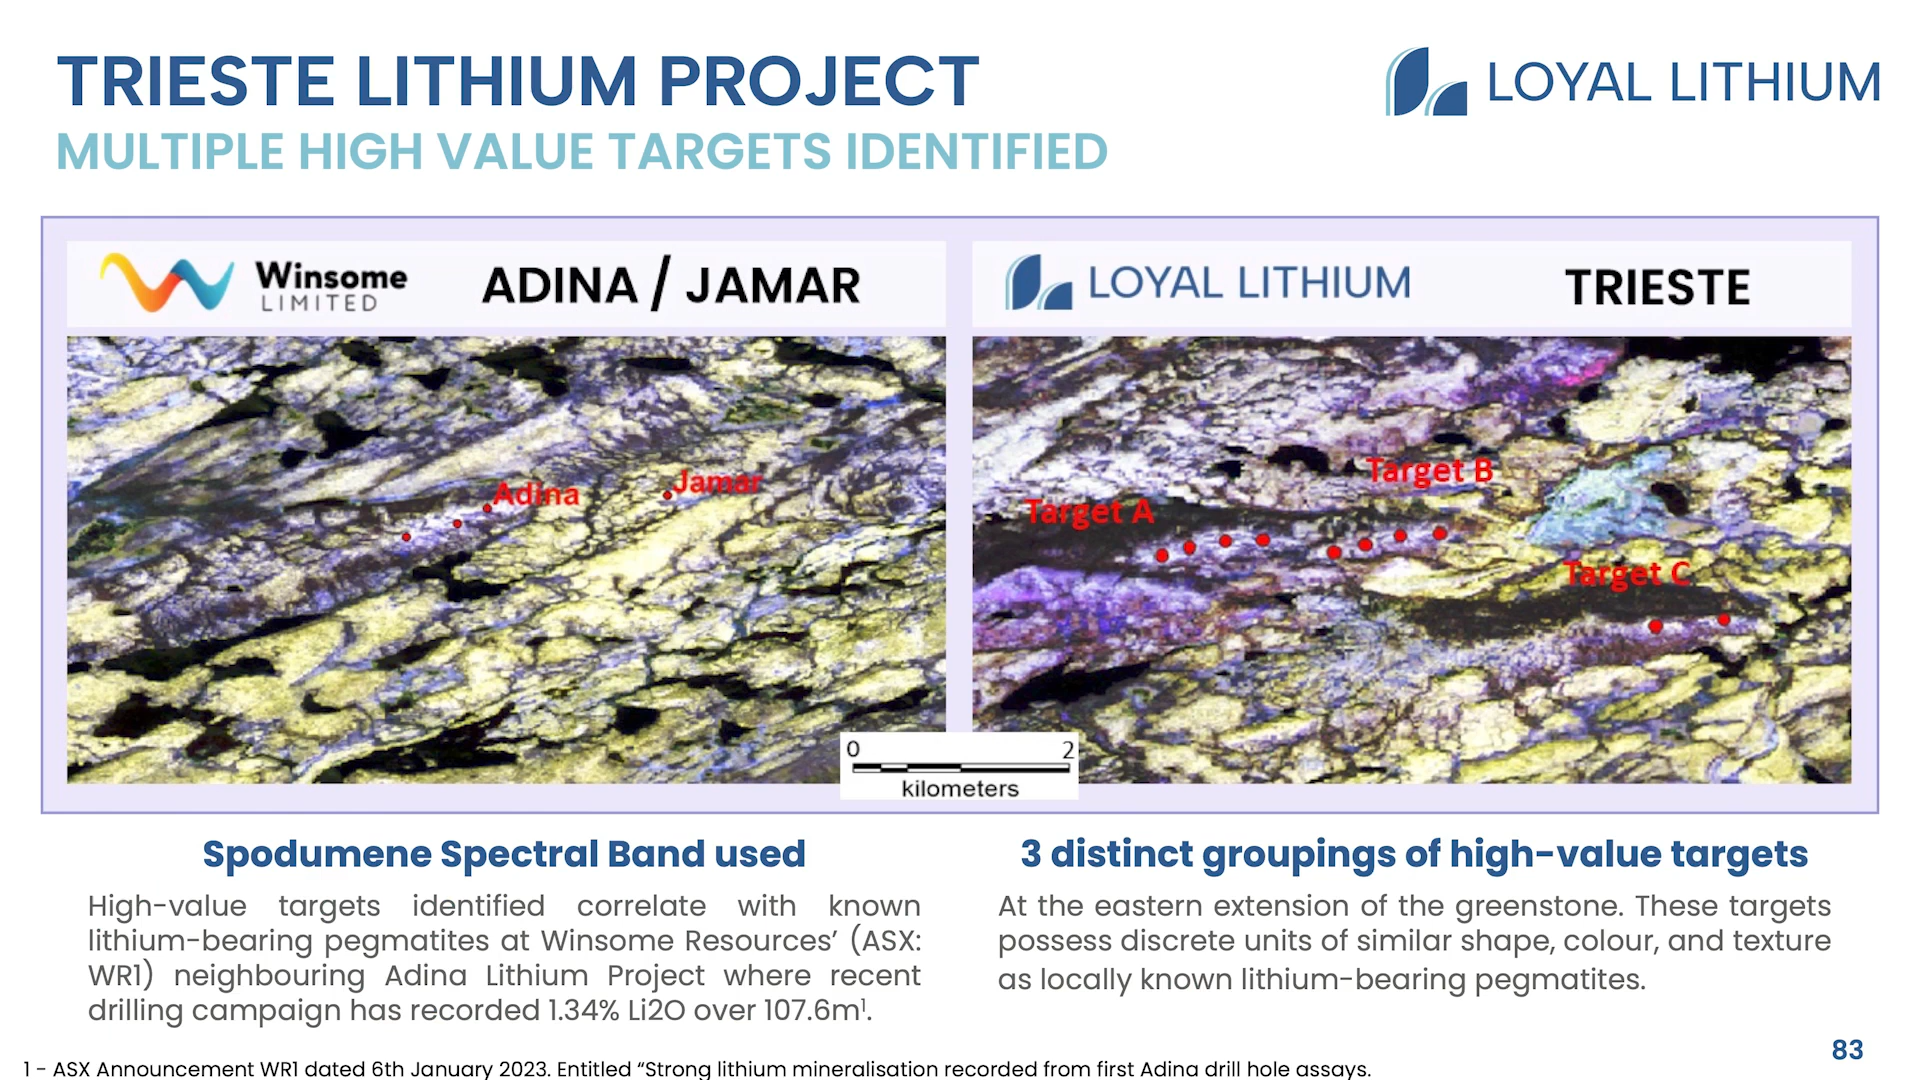 TRIESTE LITHIUM PROJECT
MULTIPLE HIGH VALUE TARGETS IDENTIFIED
LOYAL LITHIUM
Winsome
LIMITED
ADINA / JAMAR
LOYAL LITHIUM
TRIESTE
Adina
Jamar
Target A
Target B
Target C
0 2
kilometers
Spodumene Spectral Band used
High-value targets identified correlate with known
lithium-bearing pegmatites at Winsome Resources’ (ASX:
WR1) neighbouring Adina Lithium Project where recent
drilling campaign has recorded 1.34% Li2O over 107.6m¹.
3 distinct groupings of high-value targets
At the eastern extension of the greenstone. These targets
possess discrete units of similar shape, colour, and texture
as locally known lithium-bearing pegmatites.
83
1 - ASX Announcement WR1 dated 6th January 2023. Entitled “Strong lithium mineralisation recorded from first Adina drill hole assays.